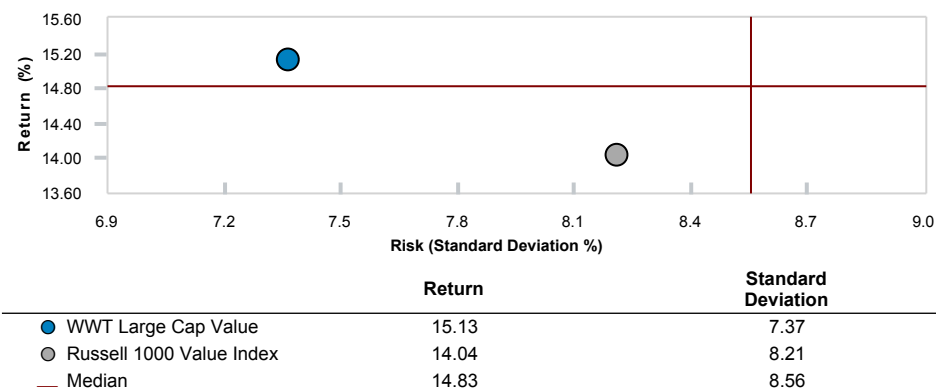 15.60
15.20
14.80
14.40
14.00
13.60
Return (%)
6.9 7.2 7.5 7.8 8.1 8.4 8.7 9.0
Risk (Standard Deviation %)
Return Standard
Deviation
WWT Large Cap Value 15.13 7.37
Russell 1000 Value Index 14.04 8.21
Median 14.83 8.56